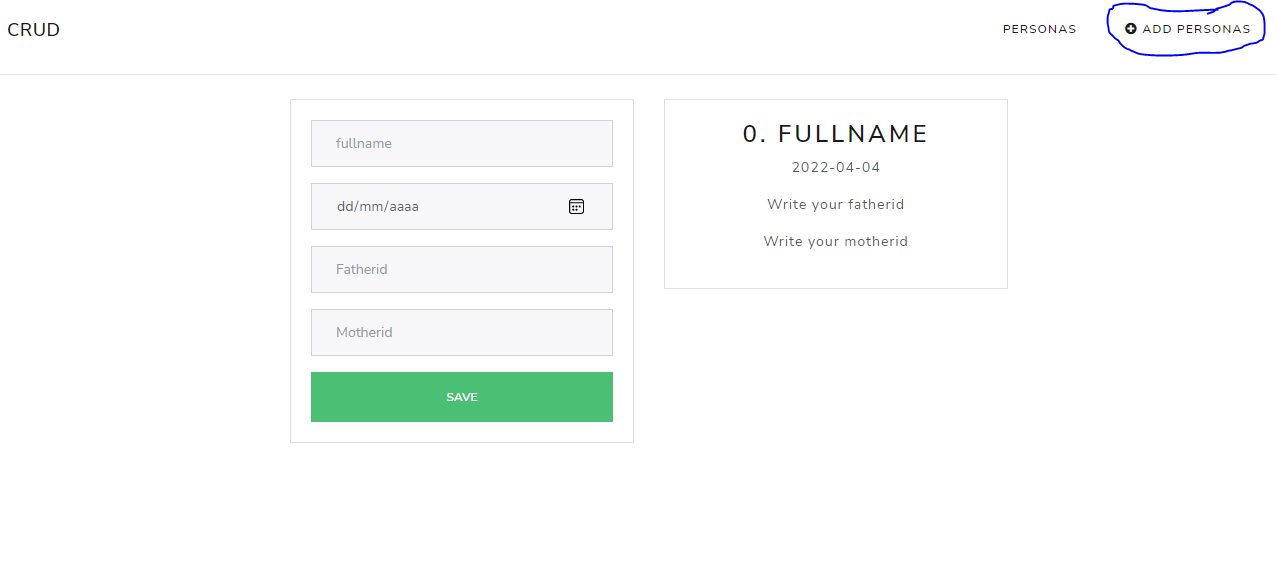 CRUD
PERSONAS
ADD PERSONAS
fullname
dd/mm/aaaa
Fatherid
Motherid
SAVE
0. FULLNAME
2022-04-04
Write your fatherid
Write your motherid